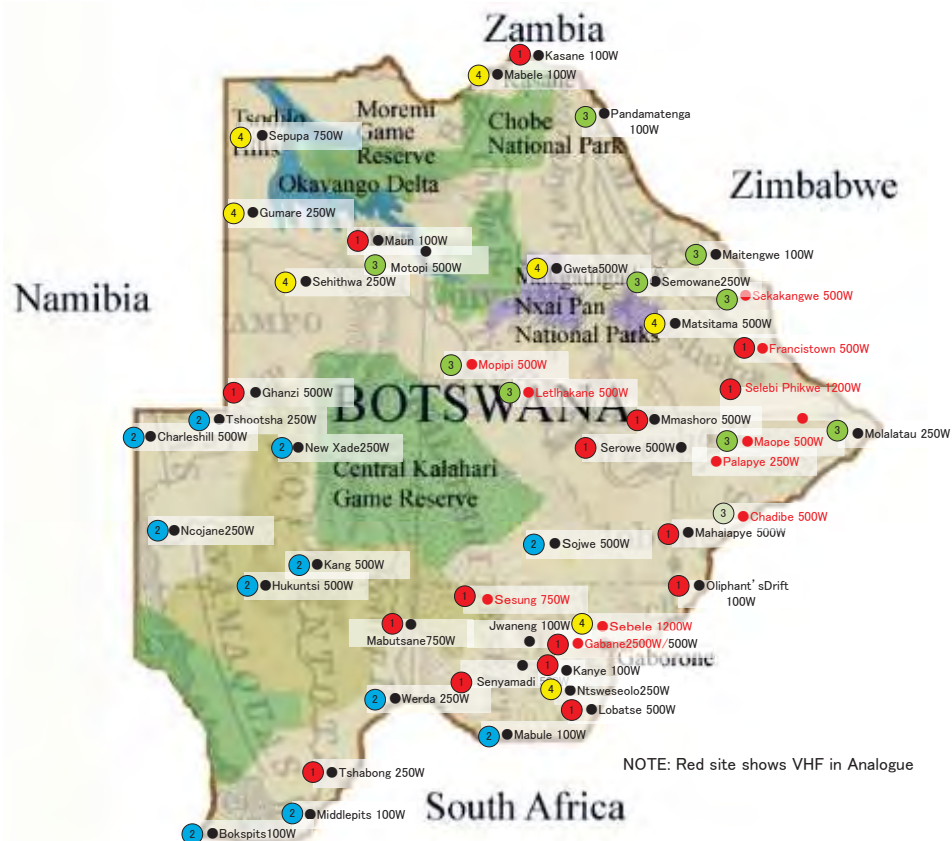 Zambia
1 Kasane 100W
4 Mabele 100W
Kasane
Tsodilo
Hills
4 Sepupa 750W
Moremi
Game
Reserve
Chobe
National Park
3 Pandamatenga
100W
Okavango Delta
Zimbabwe
4 Gumare 250W
1 Maun 100W
3 Motopi 500W
4 Sehithwa 250W
4 Gweta500W
3 Maitengwe 100W
3 Semowane250W
3 Sekakangwe 500W
Namibia
Nxai Pan
National Parks
4 Matsitama 500W
1 Francistown 500W
3 Mopipi 500W
1 Ghanzi 500W
3 Letlhakane 500W
1 Selebi Phikwe 1200W
BOTSWANA
2 Tshootsha 250W
2 Charleshill 500W
1 Mmashoro 500W
3 Molalatau 250W
2 New Xade250W
1 Serowe 500W
3 Maope 500W
Palapye 250W
Central Kalahari
Game Reserve
3 Chadibe 500W
2 Ncojane250W
2 Sojwe 500W
1 Mahalapye 500W
2 Kang 500W
2 Hukuntsi 500W
1 Oliphant'sDrift
100W
1 Sesung 750W
1 Mabutsane750W
Jwaneng 100W
4 Sebele 1200W
1 Gabane2500W/500W
Gaborone
1 Kanye 100W
1 Senyamadi
4 Ntsweseolo250W
2 Werda 250W
1 Lobatse 500W
2 Mabule 100W
NOTE: Red site shows VHF in Analogue
1 Tshabong 250W
South Africa
2 Middlepits 100W
2 Bokspits100W